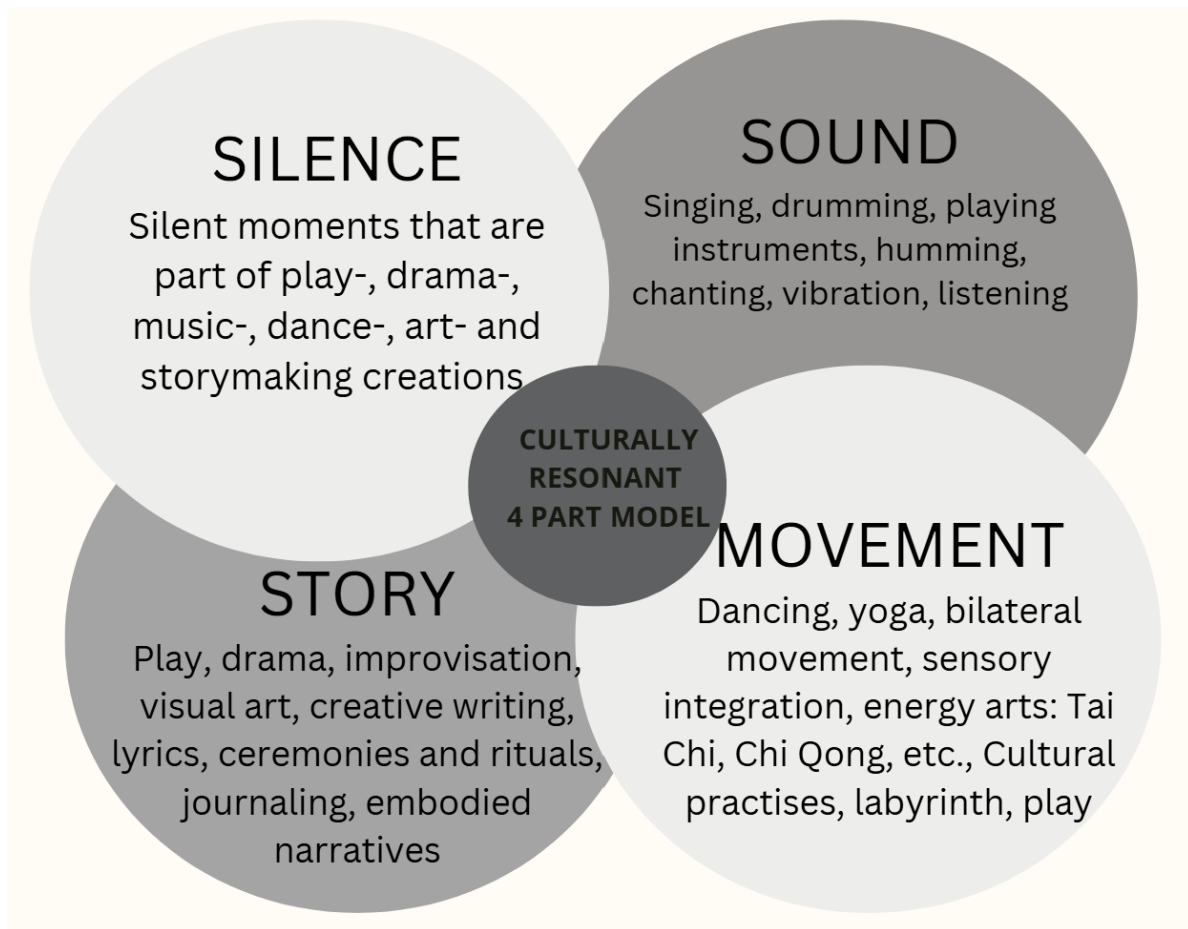 SILENCE
Silent moments that are
part of play-, drama-,
music-, dance-, art- and
storymaking creations
SOUND
Singing, drumming, playing
instruments, humming,
chanting, vibration, listening
CULTURALLY
RESONANT
4 PART MODEL
STORY
Play, drama, improvisation,
visual art, creative writing,
lyrics, ceremonies and rituals,
journaling, embodied
narratives
MOVEMENT
Dancing, yoga, bilateral
movement, sensory
integration, energy arts: Tai
Chi, Chi Qong, etc., Cultural
practises, labyrinth, play